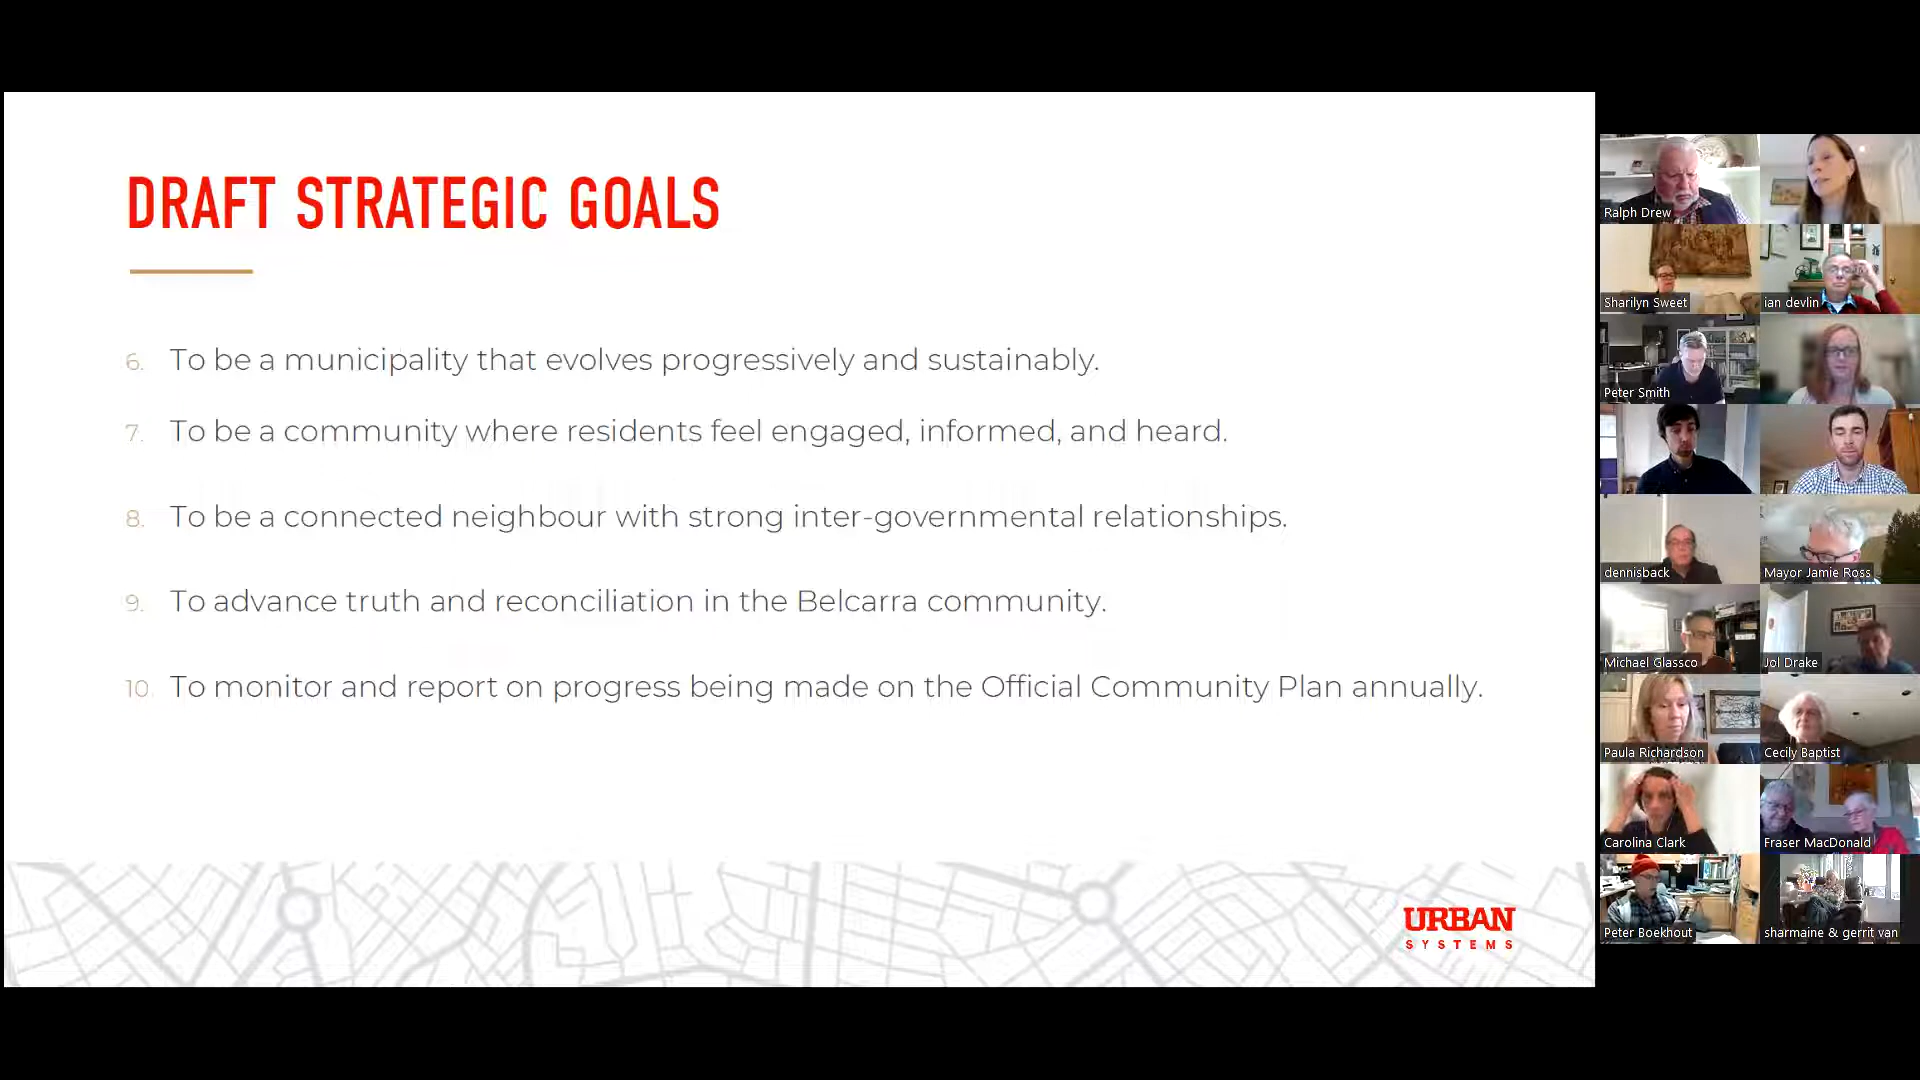 DRAFT STRATEGIC GOALS
6. To be a municipality that evolves progressively and sustainably.
7. To be a community where residents feel engaged, informed, and heard.
8. To be a connected neighbour with strong inter-governmental relationships.
9. To advance truth and reconciliation in the Belcarra community.
10. To monitor and report on progress being made on the Official Community Plan annually.
URBAN
SYSTEMS
Ralph Drew
Sharilyn Sweet
ian devlin
Peter Smith
dennisback
Mayor Jamie Ross
Michael Glassco
Jol Drake
Paula Richardson
Cecily Baptist
Carolina Clark
Fraser MacDonald
Peter Boekhout
sharmaine & gerrit van